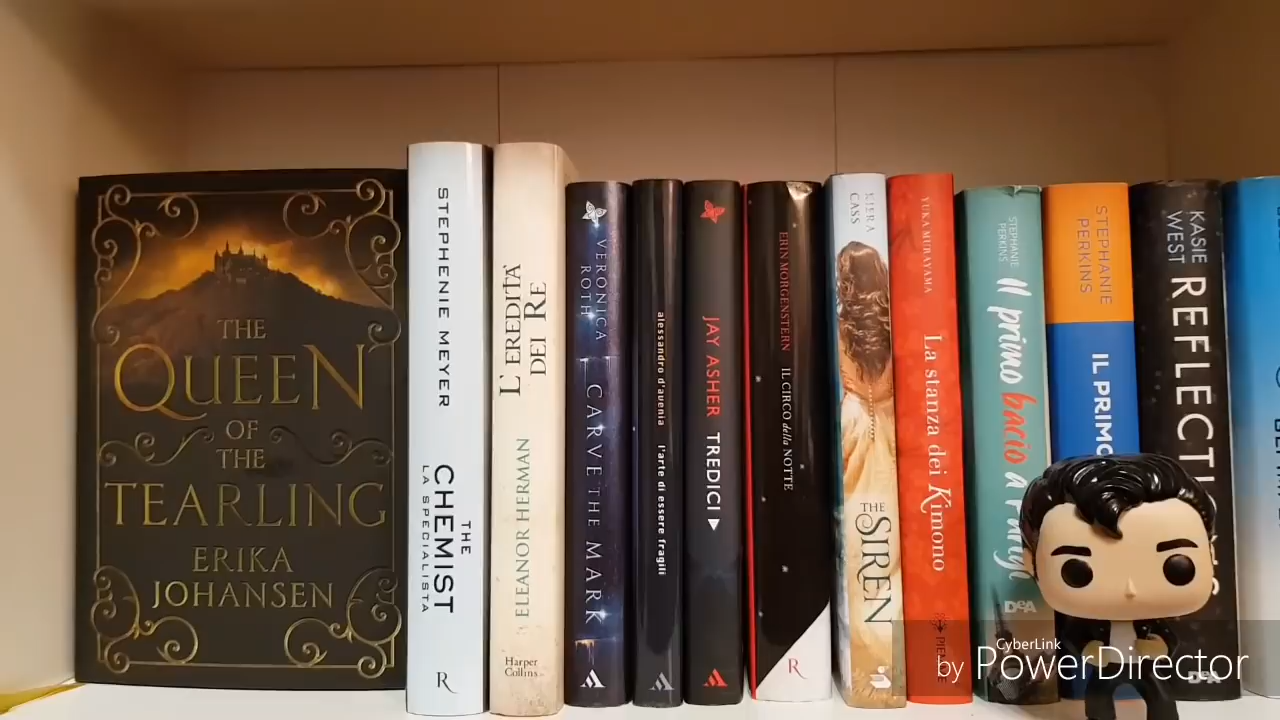 THE
QUEEN
OF
THE
TEARLING
ERIKA
JOHANSEN
STEPHENIE MEYER
THE
CHEMIST
LA SPECIALISTA
R
L'EREDITÀ
DEI RE
ELEANOR HERMAN
Harper
Collins
VERONICA
ROTH
CARVE THE MARK
alessandro d'avenia l'arte di essere fragili
JAY ASHER TREDICI
ERIN MORGENSTERN IL CIRCO della NOTTE
R
KIERA
CASS
THE
SIREN
YUKA MURAYAMA La stanza dei Kimono
STEPHANIE
PERKINS
Il primo bacio a Parigi
DeA
STEPHANIE
PERKINS
IL PRIMO
KASIE
WEST
REFLECTI
DeA
CyberLink
by PowerDirector